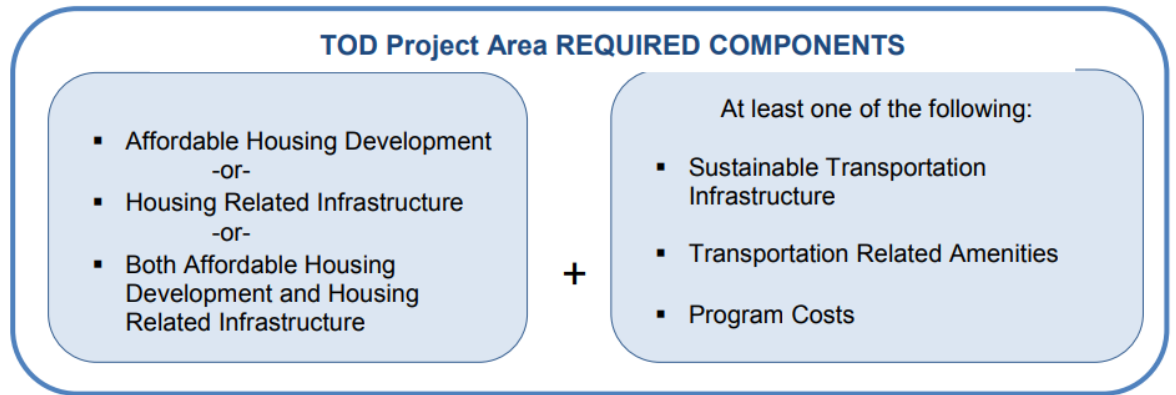 TOD Project Area REQUIRED COMPONENTS
▪ Affordable Housing Development
-or-
▪ Housing Related Infrastructure
-or-
▪ Both Affordable Housing
Development and Housing
Related Infrastructure
+
At least one of the following:
▪ Sustainable Transportation
Infrastructure
▪ Transportation Related Amenities
▪ Program Costs